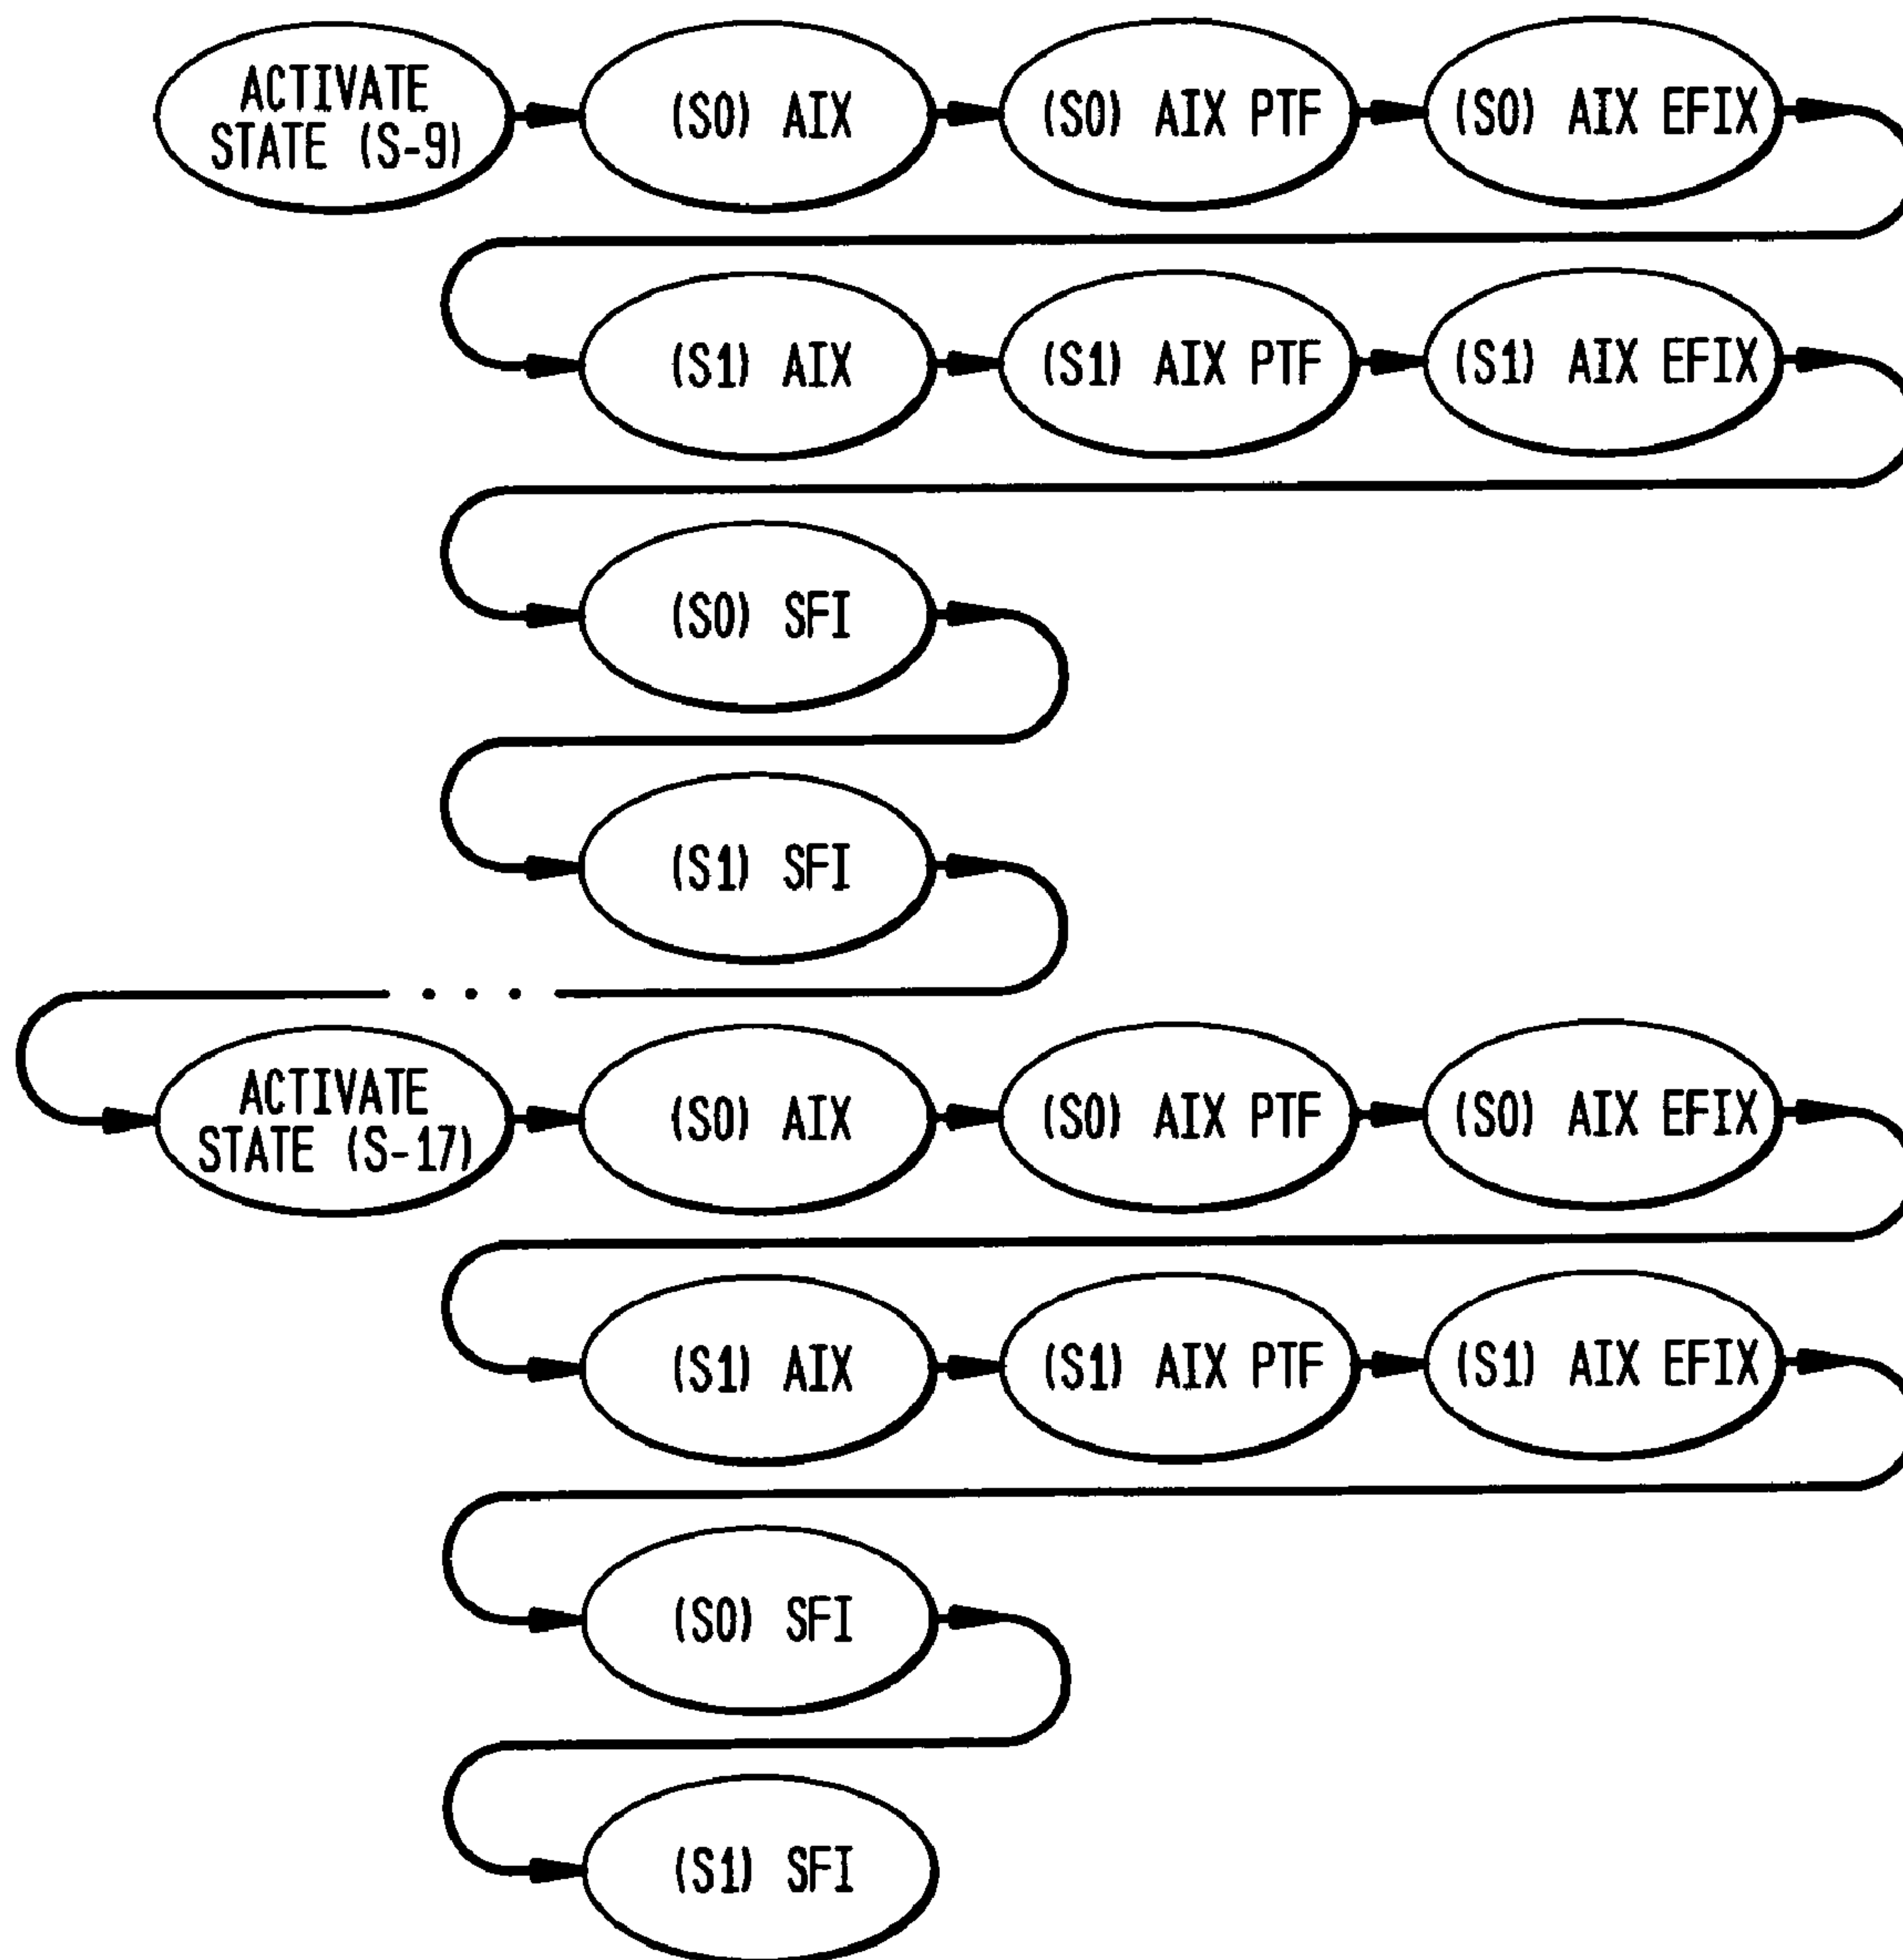 ACTIVATE
STATE (S-9)
(S0) AIX
(S0) AIX PTF
(S0) AIX EFIX
(S1) AIX
(S1) AIX PTF
(S1) AIX EFIX
(S0) SFI
(S1) SFI
ACTIVATE
STATE (S-17)
(S0) AIX
(S0) AIX PTF
(S0) AIX EFIX
(S1) AIX
(S1) AIX PTF
(S1) AIX EFIX
(S0) SFI
(S1) SFI